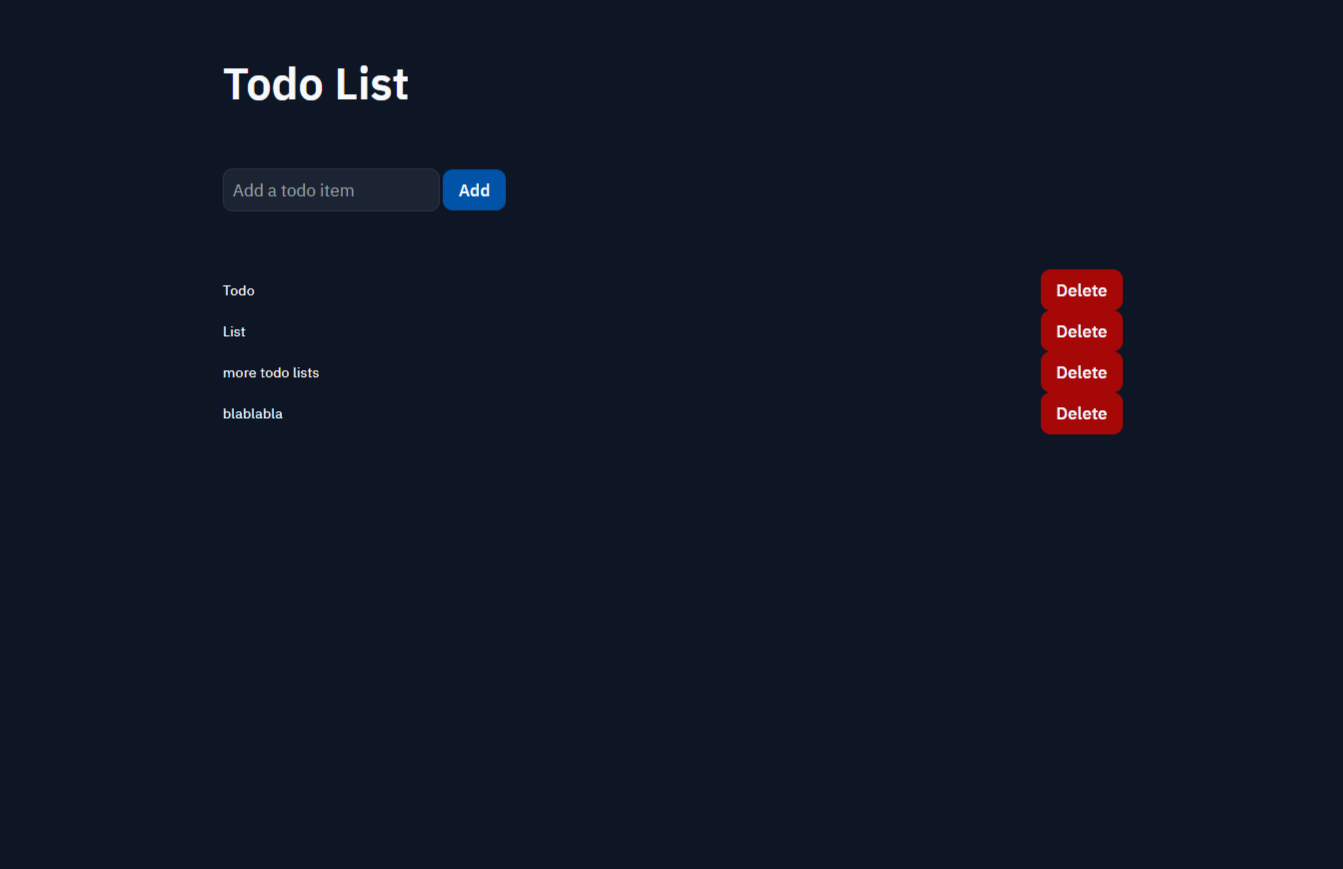 Todo List
Add a todo item Add
Todo Delete
List Delete
more todo lists Delete
blablabla Delete